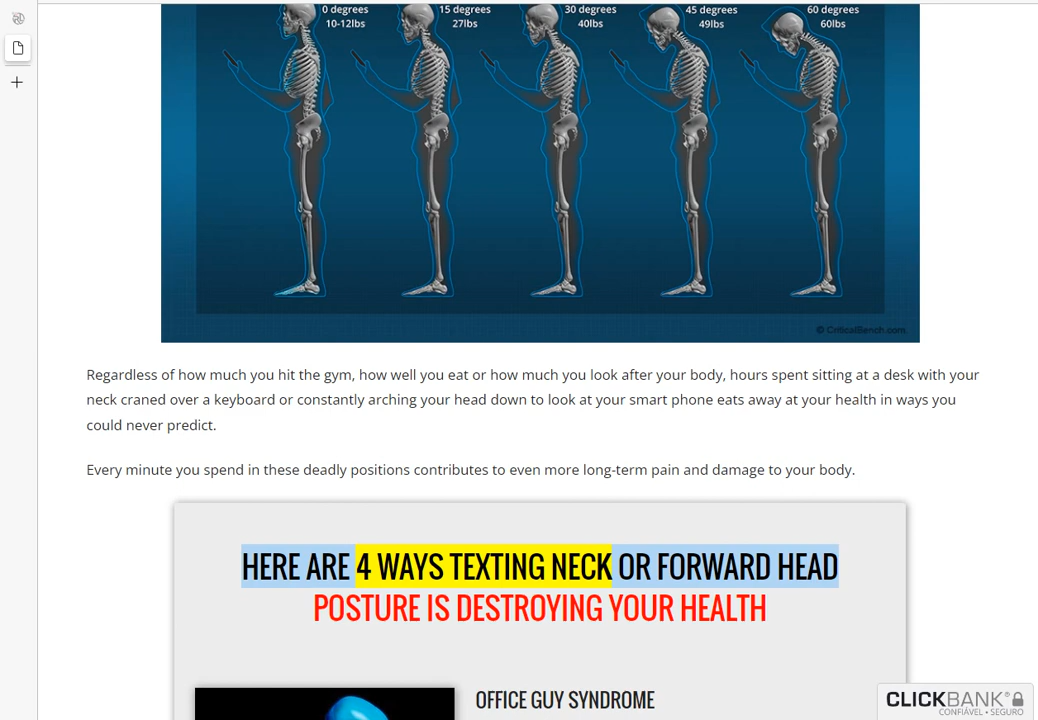 0 degrees 15 degrees 30 degrees 45 degrees 60 degrees
10-12lbs 27lbs 40lbs 49lbs 60lbs
© CriticalBench.com
Regardless of how much you hit the gym, how well you eat or how much you look after your body, hours spent sitting at a desk with your
neck craned over a keyboard or constantly arching your head down to look at your smart phone eats away at your health in ways you
could never predict.
Every minute you spend in these deadly positions contributes to even more long-term pain and damage to your body.
HERE ARE 4 WAYS TEXTING NECK OR FORWARD HEAD
POSTURE IS DESTROYING YOUR HEALTH
OFFICE GUY SYNDROME
CLICKBANK®
CONFIÁVEL • SEGURO